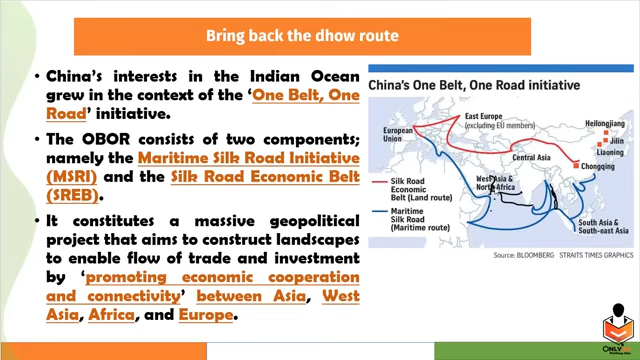 Bring back the dhow route
• China's interests in the Indian Ocean
grew in the context of the 'One Belt, One
Road' initiative.
• The OBOR consists of two components;
namely the Maritime Silk Road Initiative
(MSRI) and the Silk Road Economic Belt
(SREB).
• It constitutes a massive geopolitical
project that aims to construct landscapes
to enable flow of trade and investment
by 'promoting economic cooperation
and connectivity' between Asia, West
Asia, Africa, and Europe.
China's One Belt, One Road initiative
East Europe
(excluding EU members)
European
Union
Heilongjiang
Jilin
Liaoning
Central Asia
Chongqing
West Asia &
North Africa
Silk Road
Economic
Belt (Land route)
Maritime
Silk Road
(Maritime route)
South Asia &
South-east Asia
Source: BLOOMBERG STRAITS TIMES GRAPHICS